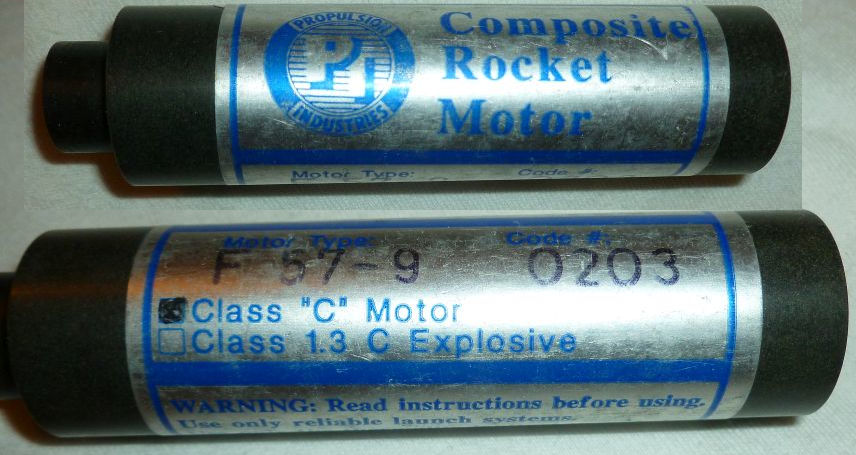 PROPULSION
PI
INDUSTRIES
Composite
Rocket
Motor
Motor Type: Code #:
Motor Type: Code #:
F 57-9 0203
Class "C" Motor
Class 1.3 C Explosive
WARNING: Read instructions before using.
Use only reliable launch systems.